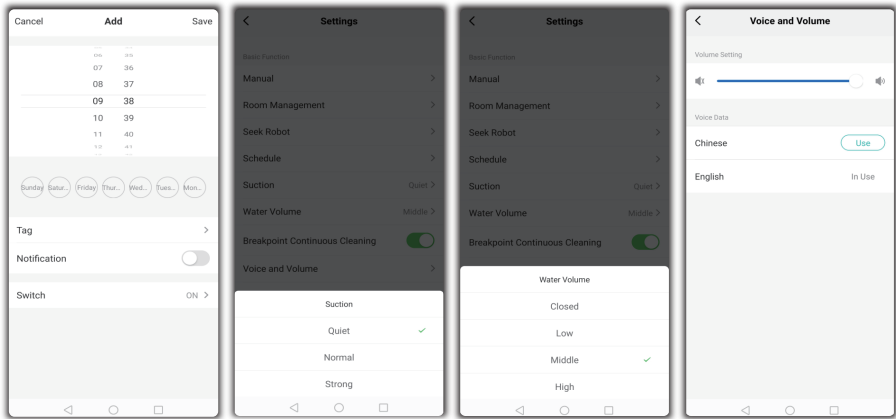 Cancel Add Save
06 35
07 36
08 37
09 38
10 39
11 40
12 41
Sunday Satur... Friday Thur... Wed... Tues... Mon...
Tag
Notification
Switch ON
Settings
Basic Function
Manual
Room Management
Seek Robot
Schedule
Suction Quiet
Water Volume Middle
Breakpoint Continuous Cleaning
Voice and Volume
Suction
Quiet
Normal
Strong
Settings
Basic Function
Manual
Room Management
Seek Robot
Schedule
Suction Quiet
Water Volume Middle
Breakpoint Continuous Cleaning
Water Volume
Closed
Low
Middle
High
Voice and Volume
Volume Setting
Voice Data
Chinese Use
English In Use